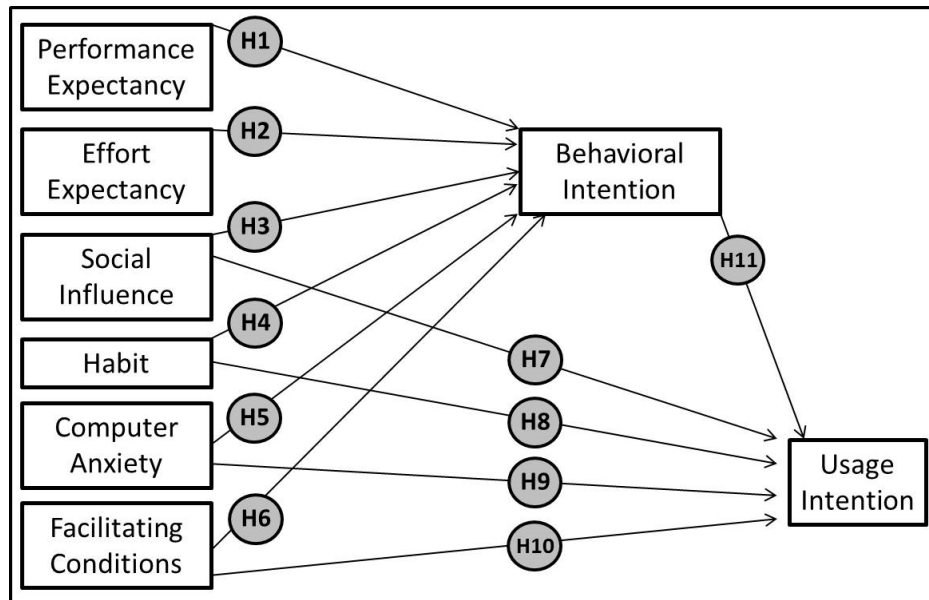 Performance
Expectancy
H1
Effort
Expectancy
H2
Behavioral
Intention
Social
Influence
H3
H11
Habit
H4
H7
Computer
Anxiety
H5
H8
Usage
Intention
H9
Facilitating
Conditions
H6
H10